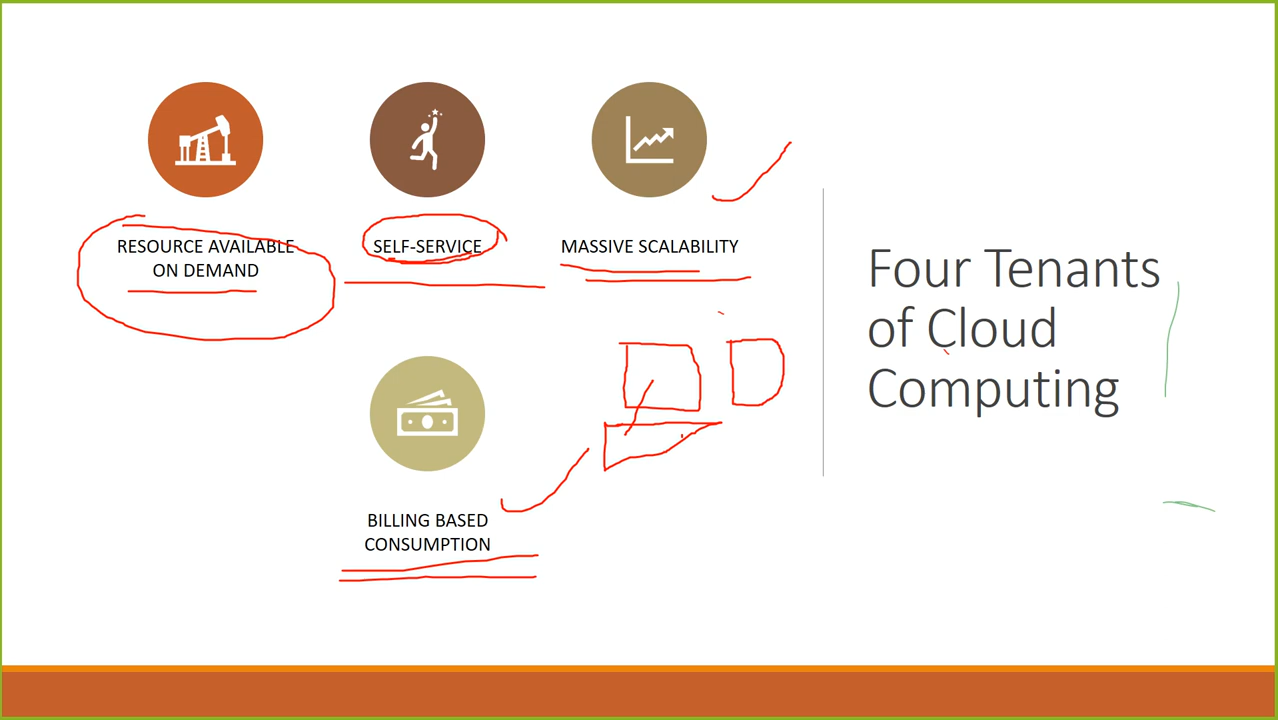 RESOURCE AVAILABLE
ON DEMAND
SELF-SERVICE
MASSIVE SCALABILITY
BILLING BASED
CONSUMPTION
Four Tenants
of Cloud
Computing